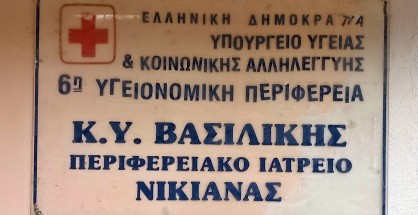 ΕΛΛΗΝΙΚΗ ΔΗΜΟΚΡΑΤΙΑ
ΥΠΟΥΡΓΕΙΟ ΥΓΕΙΑΣ
& ΚΟΙΝΩΝΙΚΗΣ ΑΛΛΗΛΕΓΓΥΗΣ
6η ΥΓΕΙΟΝΟΜΙΚΗ ΠΕΡΙΦΕΡΕΙΑ
Κ.Υ. ΒΑΣΙΛΙΚΗΣ
ΠΕΡΙΦΕΡΕΙΑΚΟ ΙΑΤΡΕΙΟ
ΝΙΚΙΑΝΑΣ